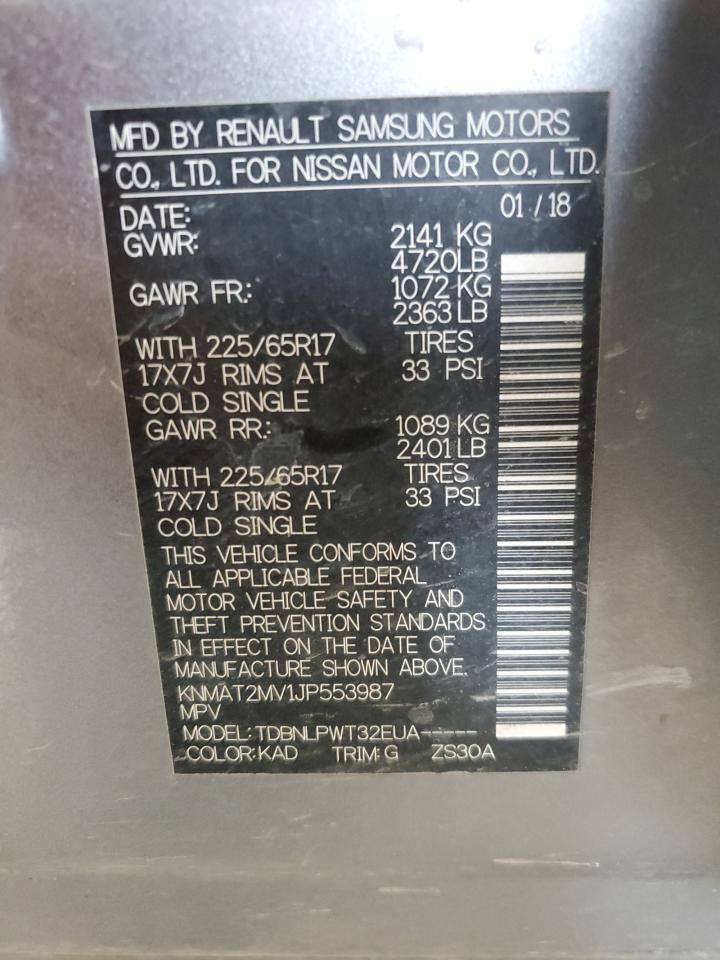 MFD BY RENAULT SAMSUNG MOTORS
CO., LTD. FOR NISSAN MOTOR CO., LTD.
DATE: 01 / 18
GVWR: 2141 KG
4720LB
GAWR FR.: 1072 KG
2363 LB
WITH 225/65R17 TIRES
17X7J RIMS AT 33 PSI
COLD SINGLE
GAWR RR.: 1089 KG
2401 LB
WITH 225/65R17 TIRES
17X7J RIMS AT 33 PSI
COLD SINGLE
THIS VEHICLE CONFORMS TO
ALL APPLICABLE FEDERAL
MOTOR VEHICLE SAFETY AND
THEFT PREVENTION STANDARDS
IN EFFECT ON THE DATE OF
MANUFACTURE SHOWN ABOVE.
KNMAT2MV1JP553987
MPV
MODEL: TDBNLPWT32EUA-----
COLOR: KAD TRIM: G ZS30A